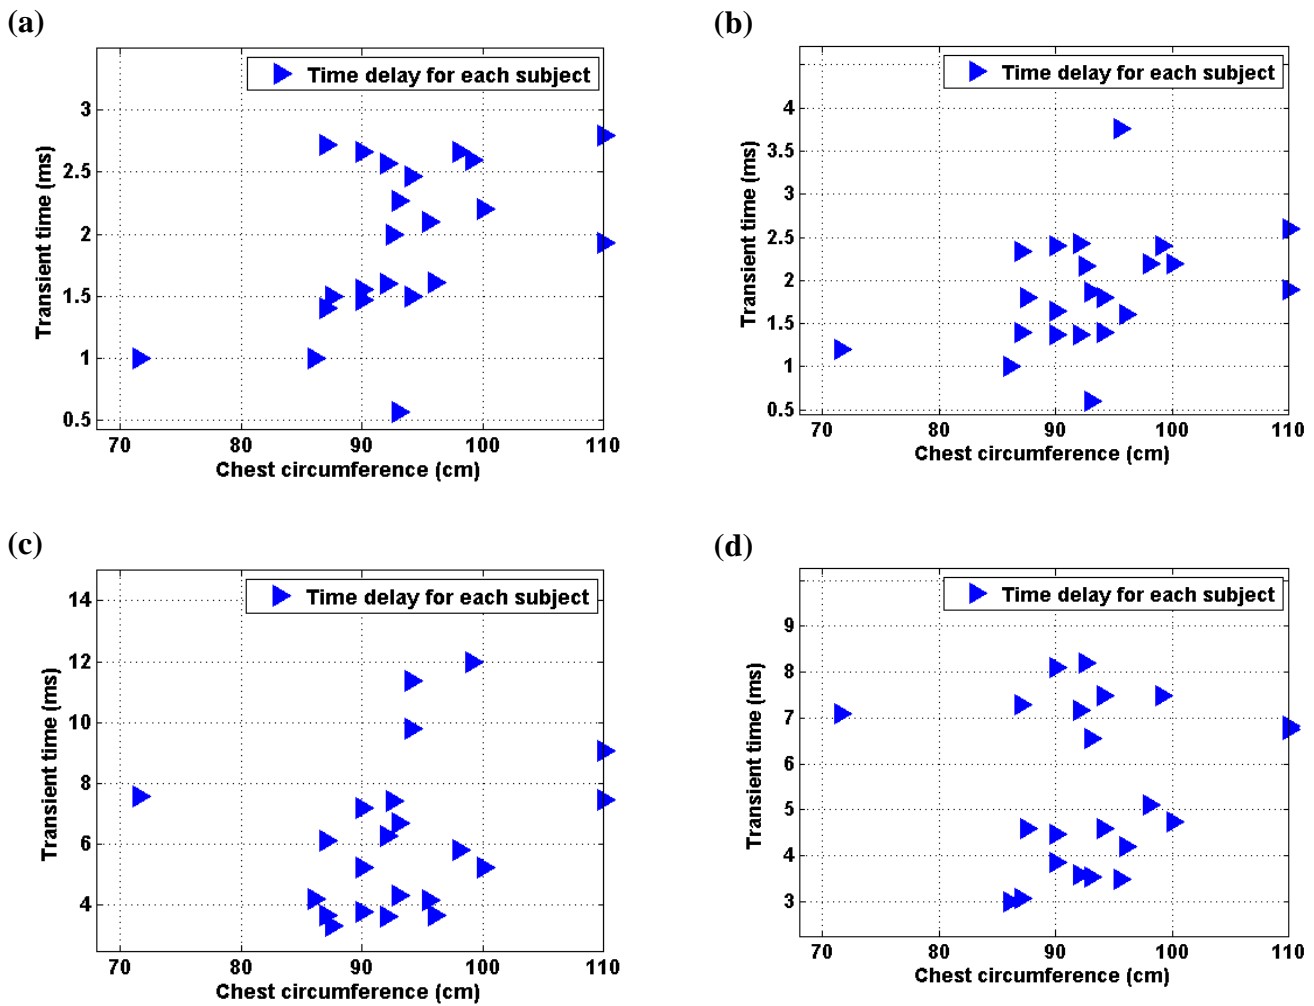 (a)
Time delay for each subject
3
2.5
2
1.5
1
0.5
Transient time (ms)
70 80 90 100 110
Chest circumference (cm)
(b)
Time delay for each subject
4
3.5
3
2.5
2
1.5
1
0.5
Transient time (ms)
70 80 90 100 110
Chest circumference (cm)
(c)
Time delay for each subject
14
12
10
8
6
4
Transient time (ms)
70 80 90 100 110
Chest circumference (cm)
(d)
Time delay for each subject
9
8
7
6
5
4
3
Transient time (ms)
70 80 90 100 110
Chest circumference (cm)